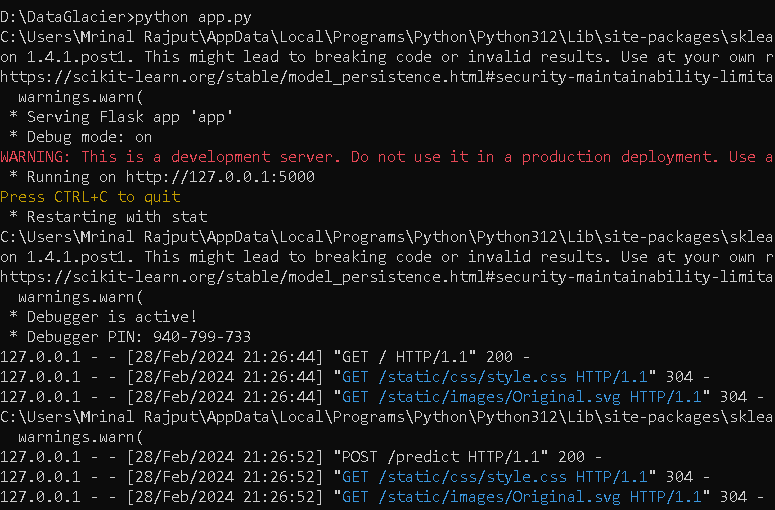 D:\DataGlacier>python app.py
C:\Users\Mrinal Rajput\AppData\Local\Programs\Python\Python312\Lib\site-packages\sklea
on 1.4.1.post1. This might lead to breaking code or invalid results. Use at your own r
https://scikit-learn.org/stable/model_persistence.html#security-maintainability-limita
  warnings.warn(
 * Serving Flask app 'app'
 * Debug mode: on
WARNING: This is a development server. Do not use it in a production deployment. Use a
 * Running on http://127.0.0.1:5000
Press CTRL+C to quit
 * Restarting with stat
C:\Users\Mrinal Rajput\AppData\Local\Programs\Python\Python312\Lib\site-packages\sklea
on 1.4.1.post1. This might lead to breaking code or invalid results. Use at your own r
https://scikit-learn.org/stable/model_persistence.html#security-maintainability-limita
  warnings.warn(
 * Debugger is active!
 * Debugger PIN: 940-799-733
127.0.0.1 - - [28/Feb/2024 21:26:44] "GET / HTTP/1.1" 200 -
127.0.0.1 - - [28/Feb/2024 21:26:44] "GET /static/css/style.css HTTP/1.1" 304 -
127.0.0.1 - - [28/Feb/2024 21:26:44] "GET /static/images/Original.svg HTTP/1.1" 304 -
C:\Users\Mrinal Rajput\AppData\Local\Programs\Python\Python312\Lib\site-packages\sklea
  warnings.warn(
127.0.0.1 - - [28/Feb/2024 21:26:52] "POST /predict HTTP/1.1" 200 -
127.0.0.1 - - [28/Feb/2024 21:26:52] "GET /static/css/style.css HTTP/1.1" 304 -
127.0.0.1 - - [28/Feb/2024 21:26:52] "GET /static/images/Original.svg HTTP/1.1" 304 -